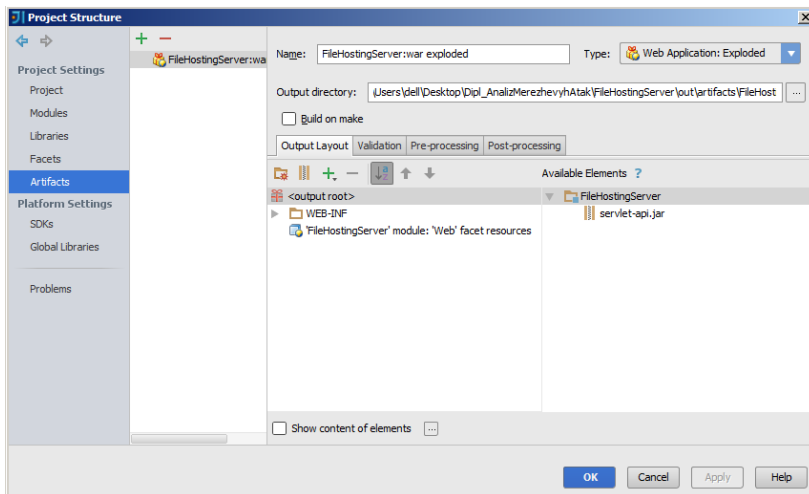 Project Structure
Project Settings
Project
Modules
Libraries
Facets
Artifacts
Platform Settings
SDKs
Global Libraries
Problems
FileHostingServer:wa
Name: FileHostingServer:war exploded Type: Web Application: Exploded
Output directory: \Users\dell\Desktop\Dipl_AnalizMerezhevyhAtak\FileHostingServer\out\artifacts\FileHost ...
Build on make
Output Layout Validation Pre-processing Post-processing
Available Elements ?
<output root>
WEB-INF
'FileHostingServer' module: 'Web' facet resources
FileHostingServer
servlet-api.jar
Show content of elements ...
OK Cancel Apply Help